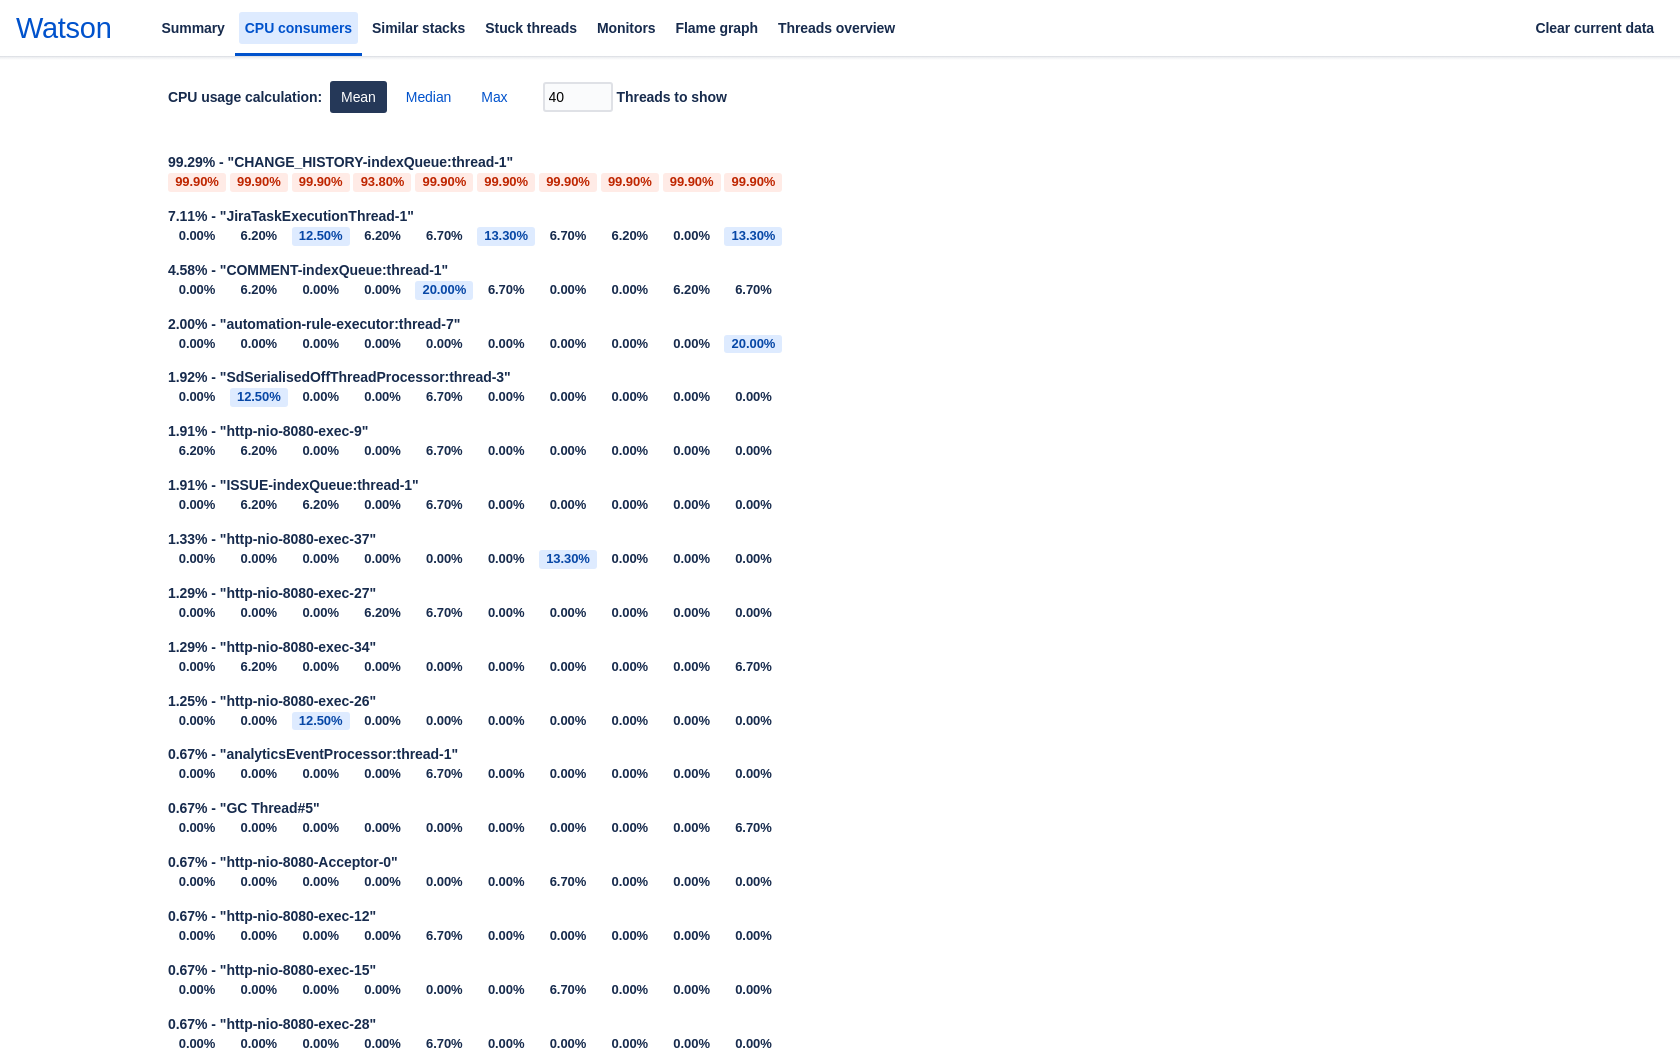 Watson Summary CPU consumers Similar stacks Stuck threads Monitors Flame graph Threads overview Clear current data
CPU usage calculation: Mean Median Max 40 Threads to show
99.29% - "CHANGE_HISTORY-indexQueue:thread-1"
99.90% 99.90% 99.90% 93.80% 99.90% 99.90% 99.90% 99.90% 99.90% 99.90%
7.11% - "JiraTaskExecutionThread-1"
0.00% 6.20% 12.50% 6.20% 6.70% 13.30% 6.70% 6.20% 0.00% 13.30%
4.58% - "COMMENT-indexQueue:thread-1"
0.00% 6.20% 0.00% 0.00% 20.00% 6.70% 0.00% 0.00% 6.20% 6.70%
2.00% - "automation-rule-executor:thread-7"
0.00% 0.00% 0.00% 0.00% 0.00% 0.00% 0.00% 0.00% 0.00% 20.00%
1.92% - "SdSerialisedOffThreadProcessor:thread-3"
0.00% 12.50% 0.00% 0.00% 6.70% 0.00% 0.00% 0.00% 0.00% 0.00%
1.91% - "http-nio-8080-exec-9"
6.20% 6.20% 0.00% 0.00% 6.70% 0.00% 0.00% 0.00% 0.00% 0.00%
1.91% - "ISSUE-indexQueue:thread-1"
0.00% 6.20% 6.20% 0.00% 6.70% 0.00% 0.00% 0.00% 0.00% 0.00%
1.33% - "http-nio-8080-exec-37"
0.00% 0.00% 0.00% 0.00% 0.00% 0.00% 13.30% 0.00% 0.00% 0.00%
1.29% - "http-nio-8080-exec-27"
0.00% 0.00% 0.00% 6.20% 6.70% 0.00% 0.00% 0.00% 0.00% 0.00%
1.29% - "http-nio-8080-exec-34"
0.00% 6.20% 0.00% 0.00% 0.00% 0.00% 0.00% 0.00% 0.00% 6.70%
1.25% - "http-nio-8080-exec-26"
0.00% 0.00% 12.50% 0.00% 0.00% 0.00% 0.00% 0.00% 0.00% 0.00%
0.67% - "analyticsEventProcessor:thread-1"
0.00% 0.00% 0.00% 0.00% 6.70% 0.00% 0.00% 0.00% 0.00% 0.00%
0.67% - "GC Thread#5"
0.00% 0.00% 0.00% 0.00% 0.00% 0.00% 0.00% 0.00% 0.00% 6.70%
0.67% - "http-nio-8080-Acceptor-0"
0.00% 0.00% 0.00% 0.00% 0.00% 0.00% 6.70% 0.00% 0.00% 0.00%
0.67% - "http-nio-8080-exec-12"
0.00% 0.00% 0.00% 0.00% 6.70% 0.00% 0.00% 0.00% 0.00% 0.00%
0.67% - "http-nio-8080-exec-15"
0.00% 0.00% 0.00% 0.00% 0.00% 0.00% 6.70% 0.00% 0.00% 0.00%
0.67% - "http-nio-8080-exec-28"
0.00% 0.00% 0.00% 0.00% 6.70% 0.00% 0.00% 0.00% 0.00% 0.00%